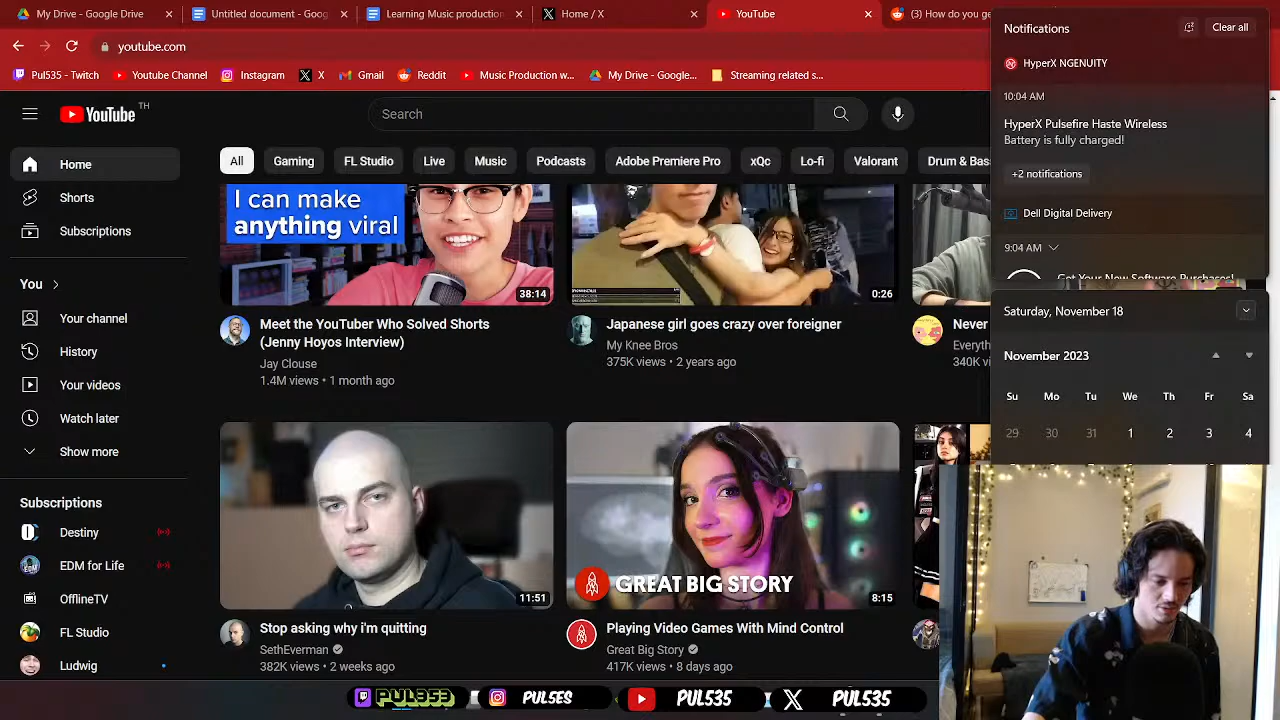 My Drive - Google Drive
Untitled document - Goog
Learning Music production
Home / X
YouTube
(3) How do you ge
youtube.com
Pul535 - Twitch
Youtube Channel
Instagram
X
Gmail
Reddit
Music Production w...
My Drive - Google...
Streaming related s...
YouTube TH
Search
Home
Shorts
Subscriptions
You
Your channel
History
Your videos
Watch later
Show more
Subscriptions
Destiny
EDM for Life
OfflineTV
FL Studio
Ludwig
All
Gaming
FL Studio
Live
Music
Podcasts
Adobe Premiere Pro
xQc
Lo-fi
Valorant
Drum & Bas
I can make
anything viral
38:14
0:26
Meet the YouTuber Who Solved Shorts
(Jenny Hoyos Interview)
Jay Clouse
1.4M views • 1 month ago
Japanese girl goes crazy over foreigner
My Knee Bros
375K views • 2 years ago
Never
Everyth
340K vi
11:51
GREAT BIG STORY
8:15
Stop asking why i'm quitting
SethEverman
382K views • 2 weeks ago
Playing Video Games With Mind Control
Great Big Story
417K views • 8 days ago
Notifications
Clear all
HyperX NGENUITY
10:04 AM
HyperX Pulsefire Haste Wireless
Battery is fully charged!
+2 notifications
Dell Digital Delivery
9:04 AM
Got Your New Software Purchases!
Saturday, November 18
November 2023
Su Mo Tu We Th Fr Sa
29 30 31 1 2 3 4
PUL353
PUL5ES
PUL535
PUL535